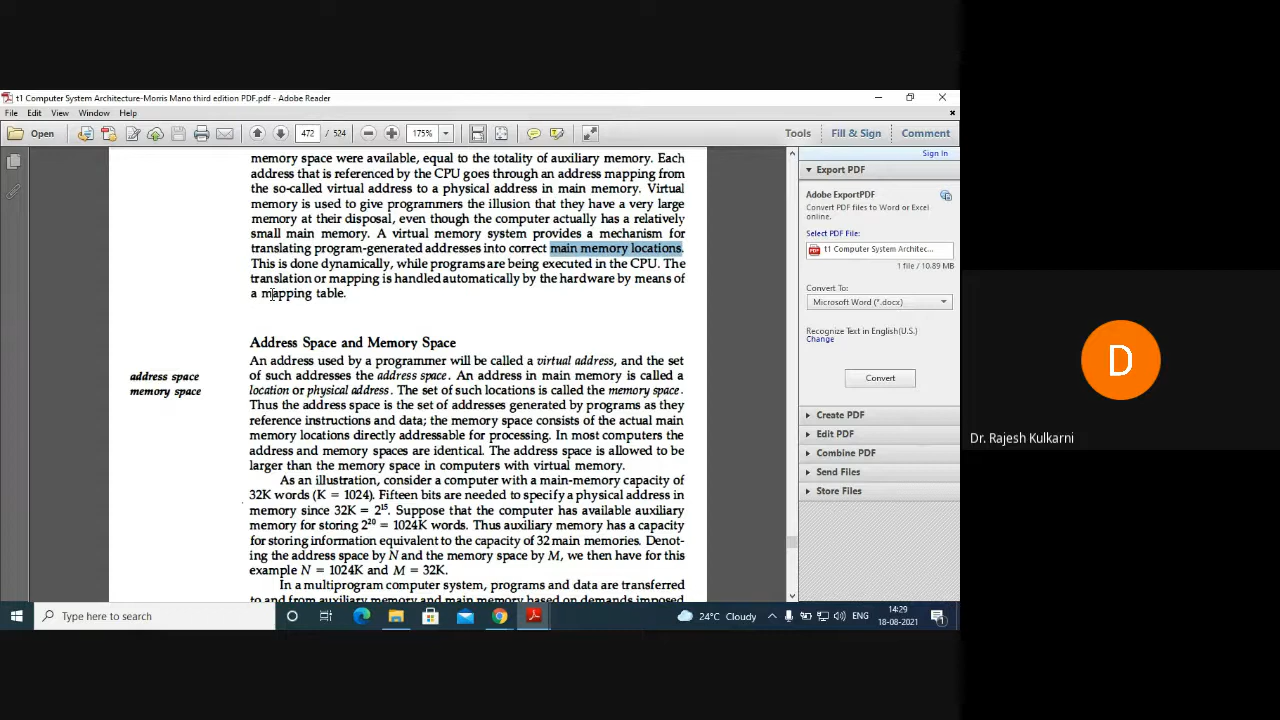 t1 Computer System Architecture-Morris Mano third edition PDF.pdf - Adobe Reader
File Edit View Window Help
Open 472 / 524 175% Tools Fill & Sign Comment
memory space were available, equal to the totality of auxiliary memory. Each
address that is referenced by the CPU goes through an address mapping from
the so-called virtual address to a physical address in main memory. Virtual
memory is used to give programmers the illusion that they have a very large
memory at their disposal, even though the computer actually has a relatively
small main memory. A virtual memory system provides a mechanism for
translating program-generated addresses into correct main memory locations.
This is done dynamically, while programs are being executed in the CPU. The
translation or mapping is handled automatically by the hardware by means of
a mapping table.
Address Space and Memory Space
An address used by a programmer will be called a virtual address, and the set
address space
of such addresses the address space. An address in main memory is called a
memory space
location or physical address. The set of such locations is called the memory space.
Thus the address space is the set of addresses generated by programs as they
reference instructions and data; the memory space consists of the actual main
memory locations directly addressable for processing. In most computers the
address and memory spaces are identical. The address space is allowed to be
larger than the memory space in computers with virtual memory.
As an illustration, consider a computer with a main-memory capacity of
32K words (K = 1024). Fifteen bits are needed to specify a physical address in
memory since 32K = 2¹⁵. Suppose that the computer has available auxiliary
memory for storing 2²⁰ = 1024K words. Thus auxiliary memory has a capacity
for storing information equivalent to the capacity of 32 main memories. Denot-
ing the address space by N and the memory space by M, we then have for this
example N = 1024K and M = 32K.
In a multiprogram computer system, programs and data are transferred
to and from auxiliary memory and main memory based on demands imposed
Sign In
Export PDF
Adobe ExportPDF
Convert PDF files to Word or Excel
online.
Select PDF File:
t1 Computer System Architec...
1 file / 10.89 MB
Convert To:
Microsoft Word (*.docx)
Recognize Text in English(U.S.)
Change
Convert
Create PDF
Edit PDF
Combine PDF
Send Files
Store Files
D
Dr. Rajesh Kulkarni
Type here to search
24°C Cloudy
ENG
14:29
18-08-2021
1